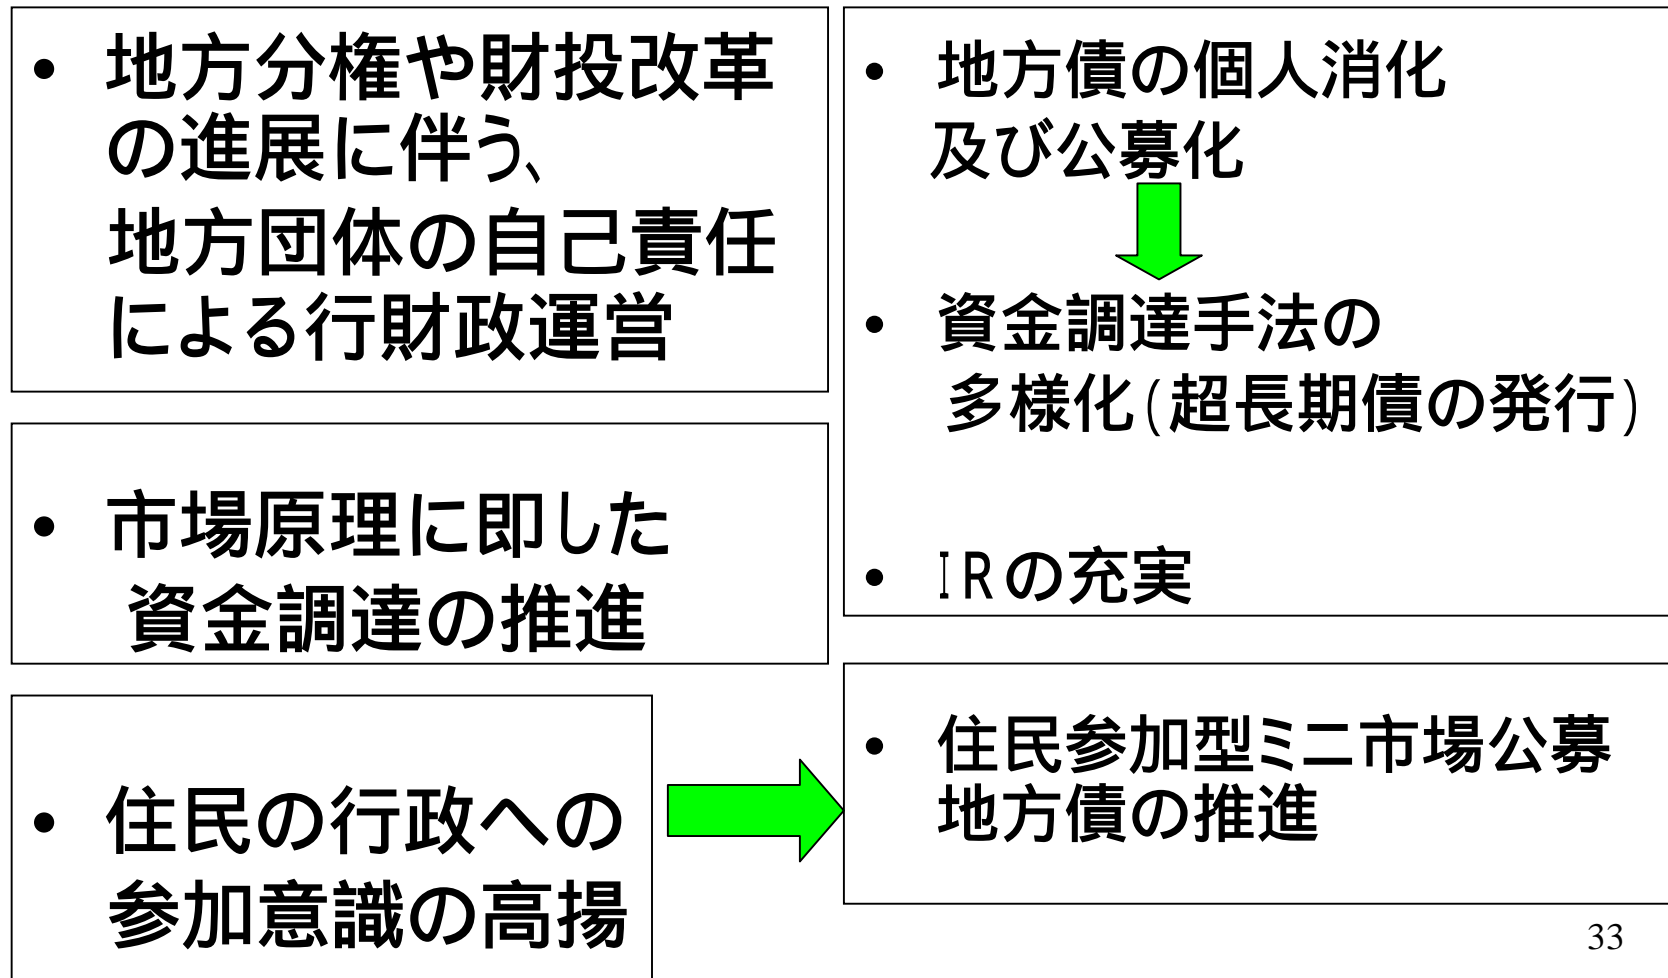 • 地方分権や財投改革
の進展に伴う、
地方団体の自己責任
による行財政運営
• 市場原理に即した
資金調達の推進
• 住民の行政への
参加意識の高揚
• 地方債の個人消化
及び公募化
• 資金調達手法の
多様化(超長期債の発行)
• IRの充実
• 住民参加型ミニ市場公募
地方債の推進
33